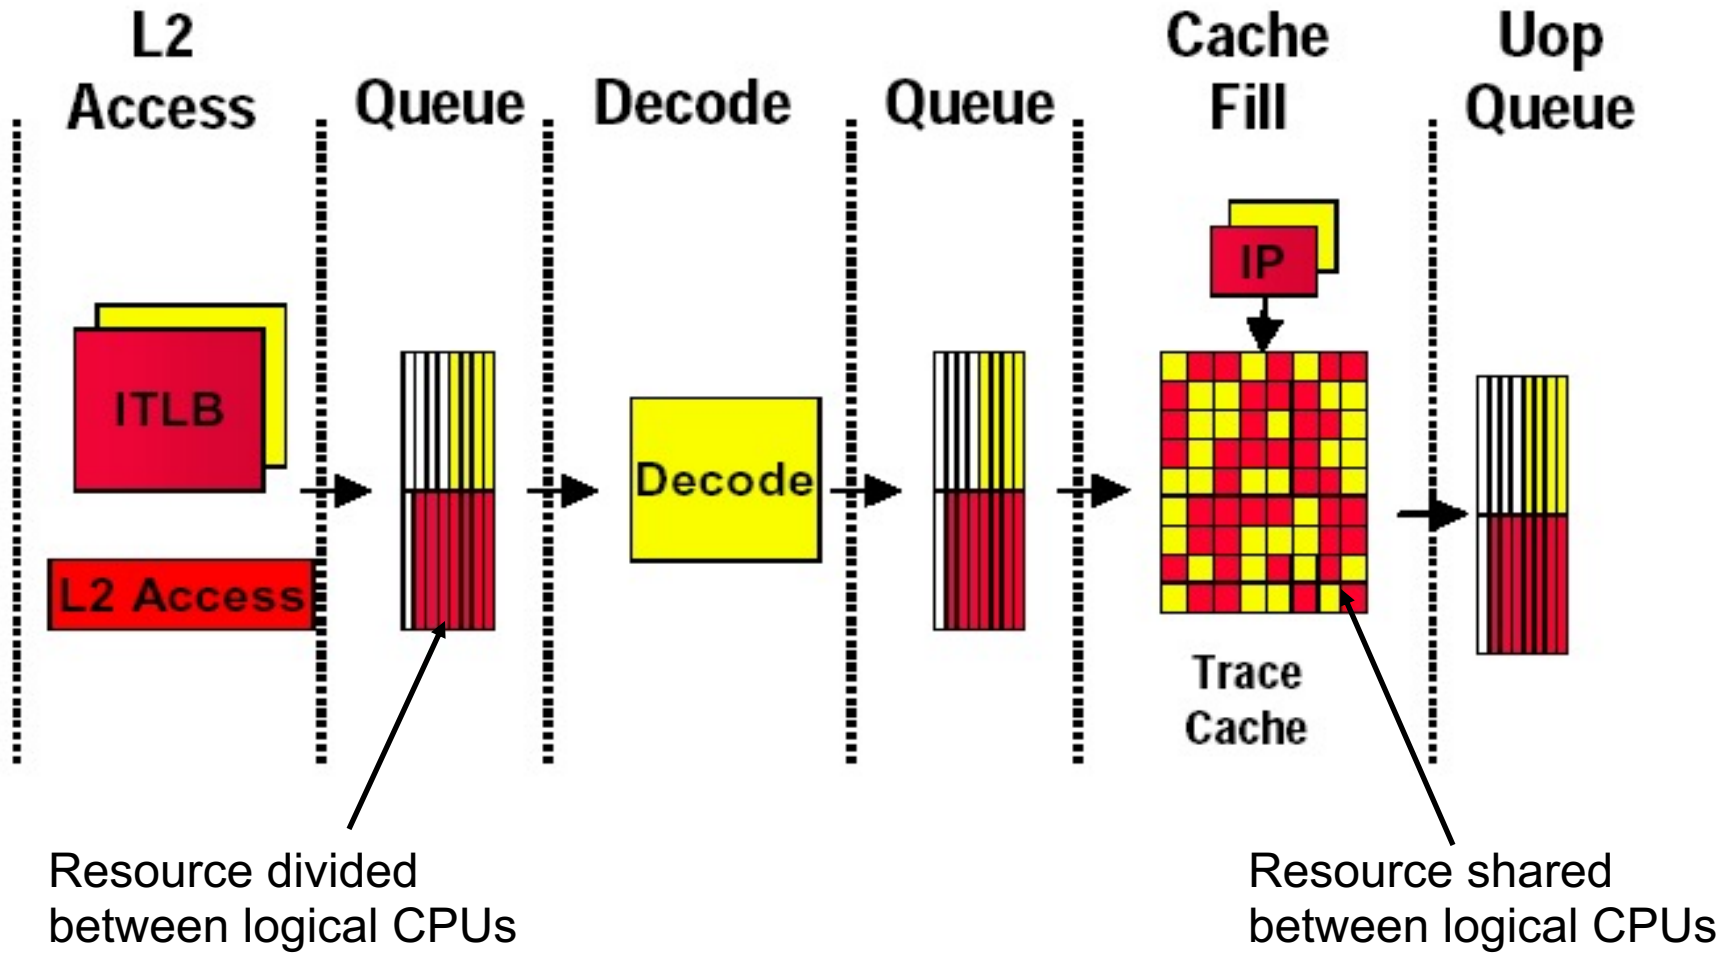 L2
Access
Queue
Decode
Queue
Cache
Fill
Uop
Queue
IP
ITLB
Decode
L2 Access
Trace
Cache
Resource divided
between logical CPUs
Resource shared
between logical CPUs